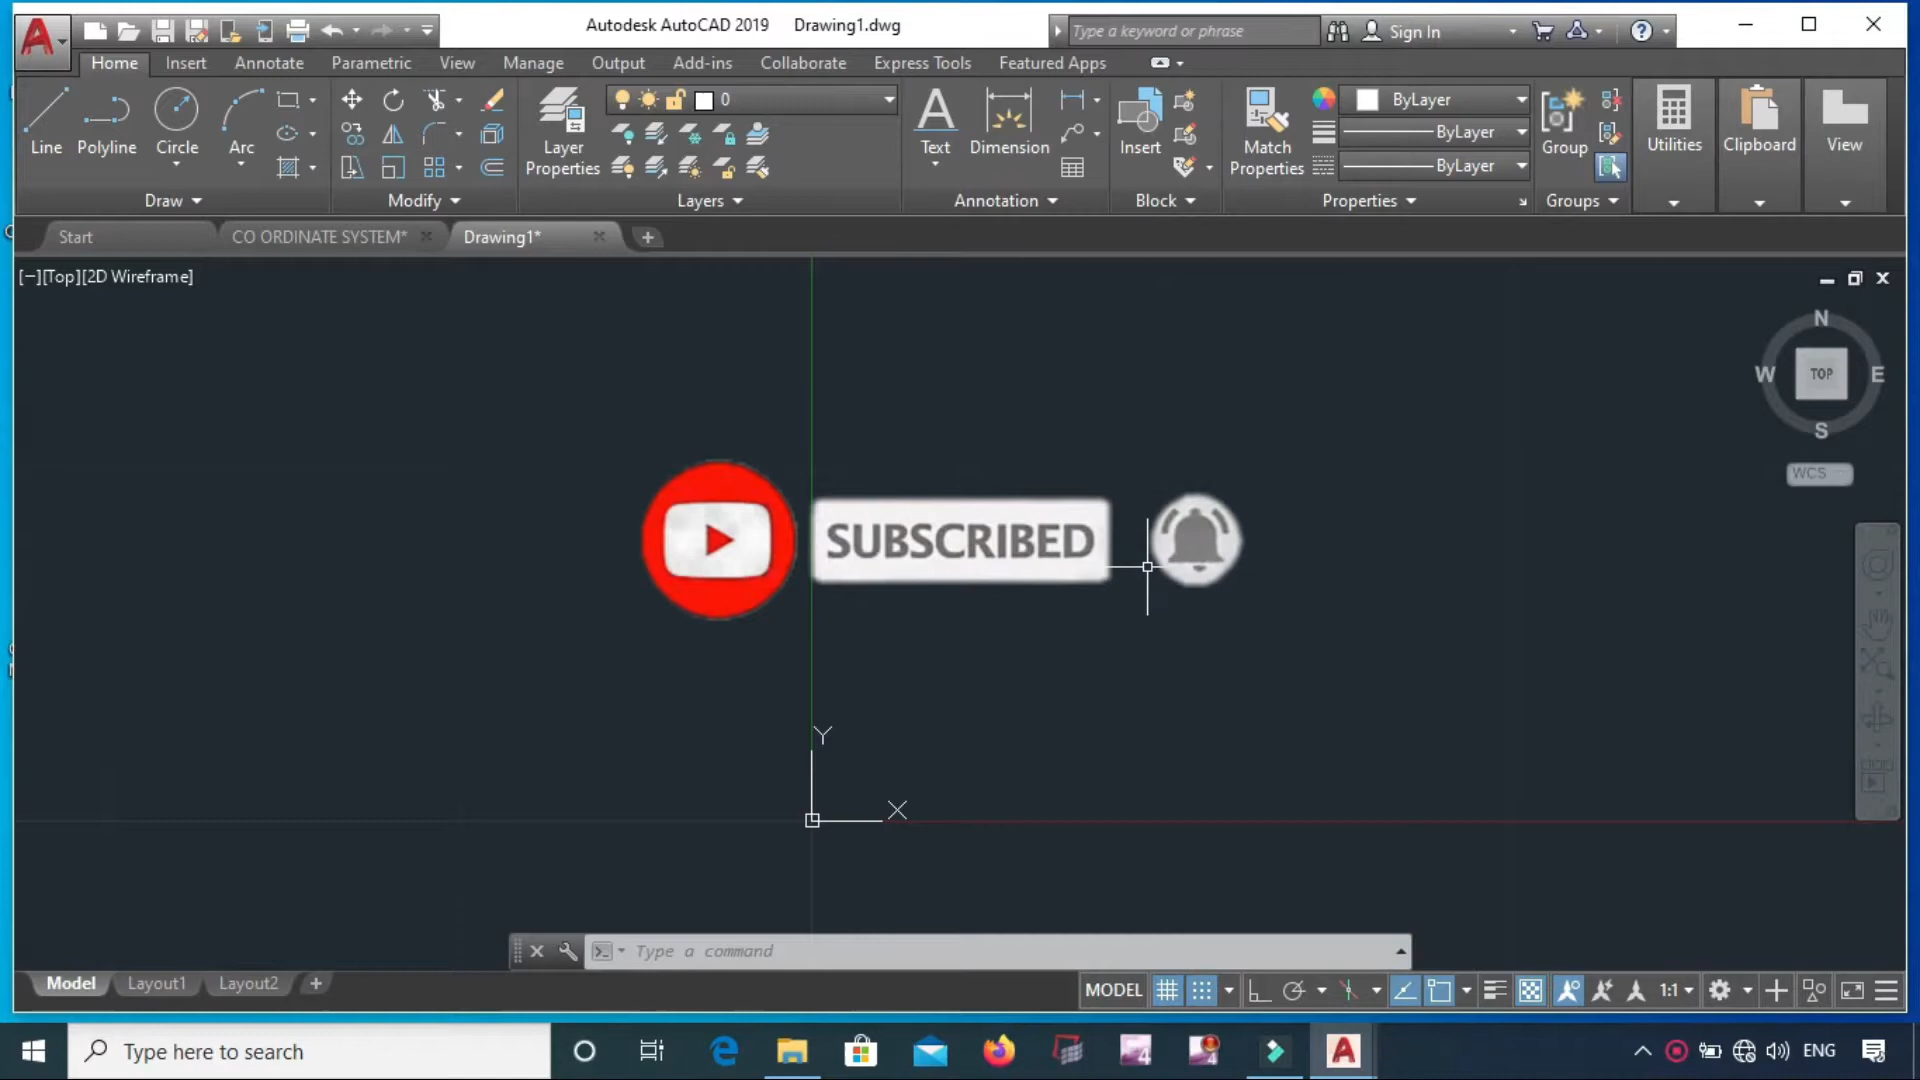 Autodesk AutoCAD 2019 Drawing1.dwg
Type a keyword or phrase
Sign In
Home Insert Annotate Parametric View Manage Output Add-ins Collaborate Express Tools Featured Apps
0
ByLayer
ByLayer
ByLayer
Line Polyline Circle Arc
Layer
Properties
Text Dimension
Insert
Match
Properties
Group
Utilities
Clipboard
View
Draw Modify Layers Annotation Block Properties Groups
Start CO ORDINATE SYSTEM* Drawing1*
[−][Top][2D Wireframe]
N
W TOP E
S
WCS
SUBSCRIBED
Y
X
Type a command
Model Layout1 Layout2
MODEL 1:1
Type here to search
4
4
ENG